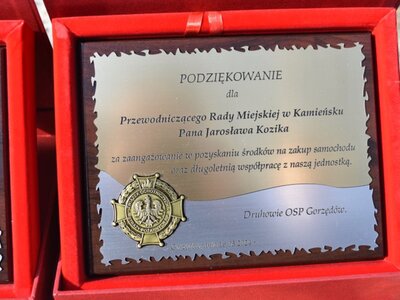 PODZIĘKOWANIE
dla
Przewodniczącego Rady Miejskiej w Kamieńsku
Pana Jarosława Kozika
za zaangażowanie w pozyskaniu środków na zakup samochodu
oraz długoletnią współpracę z naszą jednostką.
Druhowie OSP Gorzędów.